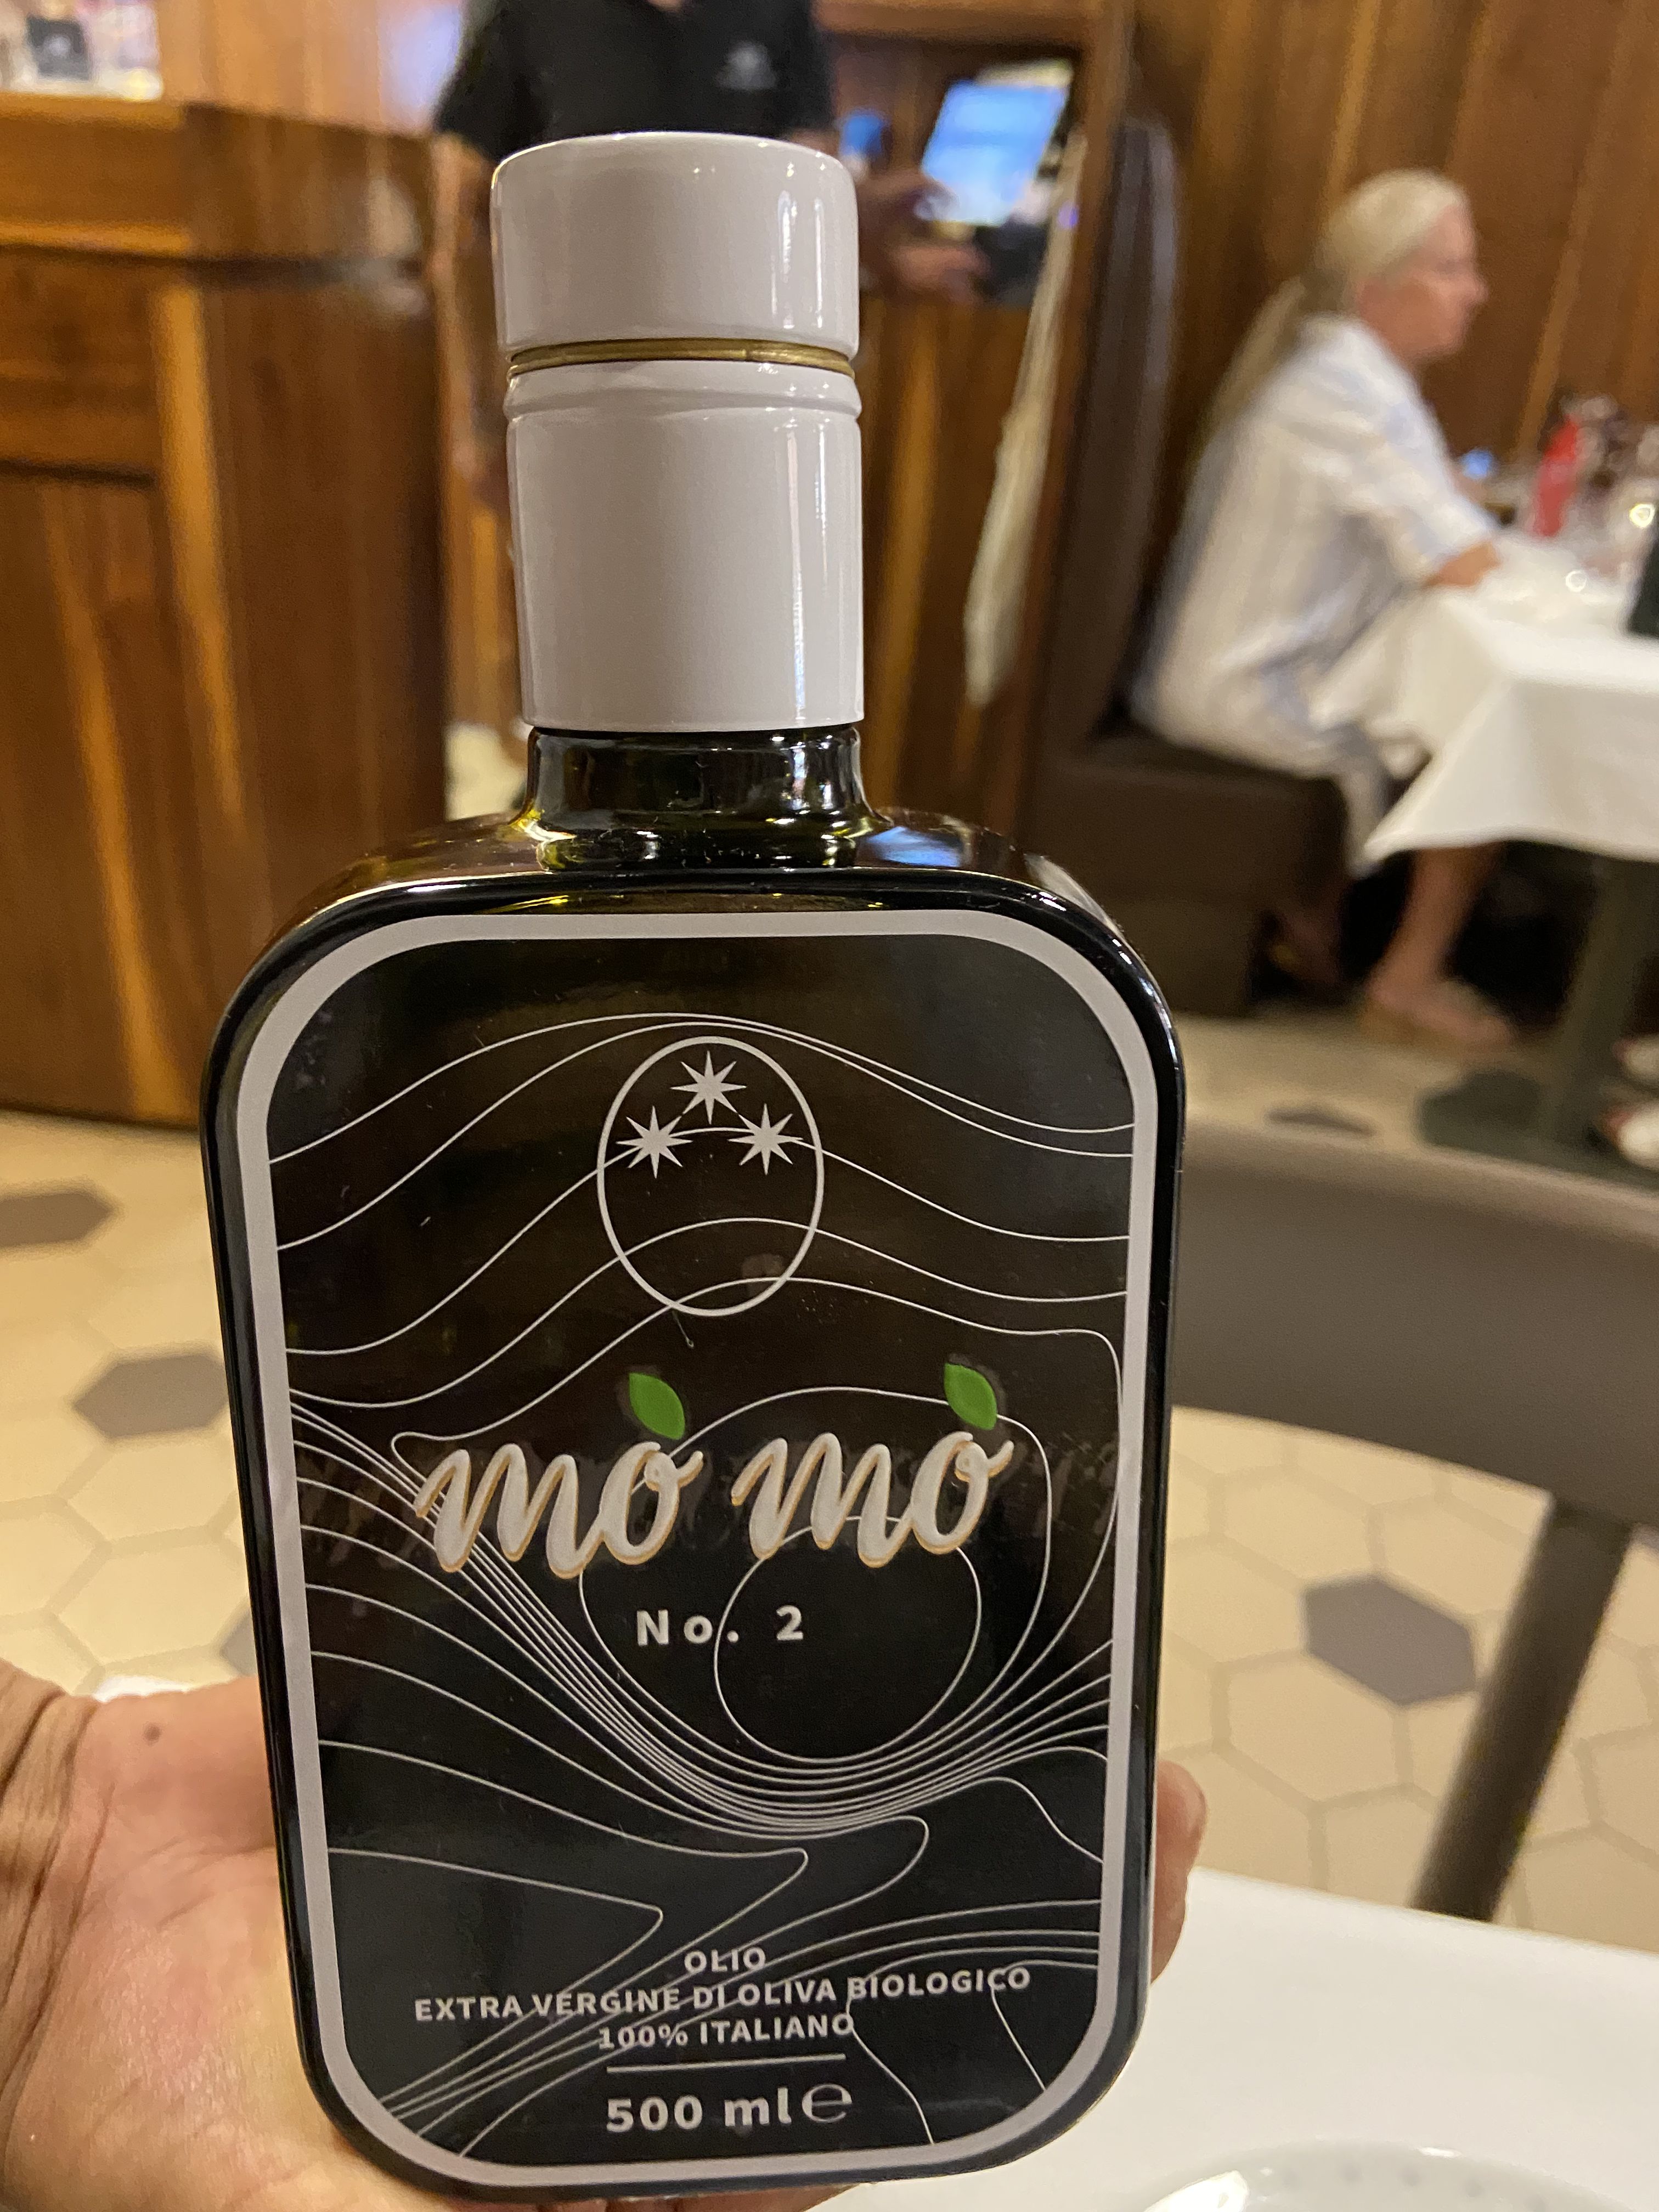 mò mò
No. 2
OLIO
EXTRA VERGINE DI OLIVA BIOLOGICO
100% ITALIANO
500 ml ℮